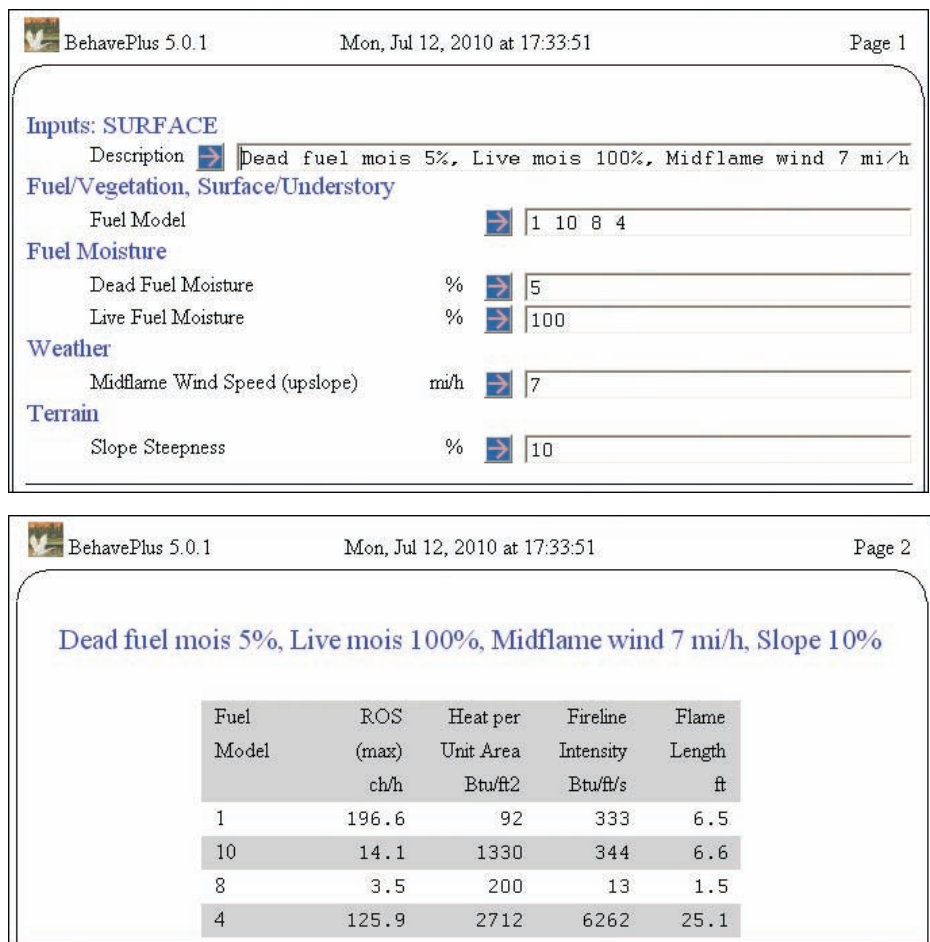 BehavePlus 5.0.1 Mon, Jul 12, 2010 at 17:33:51 Page 1
Inputs: SURFACE
Description Dead fuel mois 5%, Live mois 100%, Midflame wind 7 mi/h
Fuel/Vegetation, Surface/Understory
Fuel Model 1 10 8 4
Fuel Moisture
Dead Fuel Moisture % 5
Live Fuel Moisture % 100
Weather
Midflame Wind Speed (upslope) mi/h 7
Terrain
Slope Steepness % 10
BehavePlus 5.0.1 Mon, Jul 12, 2010 at 17:33:51 Page 2
Dead fuel mois 5%, Live mois 100%, Midflame wind 7 mi/h, Slope 10%
Fuel ROS Heat per Fireline Flame
Model (max) Unit Area Intensity Length
ch/h Btu/ft2 Btu/ft/s ft
1 196.6 92 333 6.5
10 14.1 1330 344 6.6
8 3.5 200 13 1.5
4 125.9 2712 6262 25.1